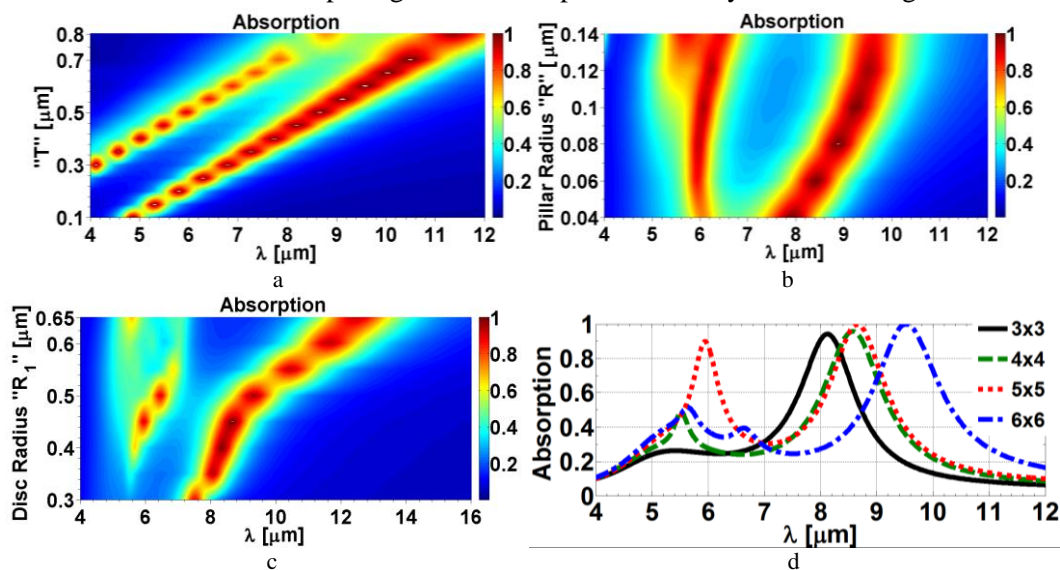 Absorption
0.8
0.7
0.5
0.3
0.1
"T" [μm]
4 5 6 7 8 9 10 11 12
λ [μm]
1
0.8
0.6
0.4
0.2
a
Absorption
0.14
0.12
0.1
0.08
0.06
0.04
Pillar Radius "R" [μm]
4 5 6 7 8 9 10 11 12
λ [μm]
1
0.8
0.6
0.4
0.2
b
Absorption
0.65
0.6
0.5
0.4
0.3
Disc Radius "R1" [μm]
4 6 8 10 12 14 16
λ [μm]
1
0.8
0.6
0.4
0.2
c
1
0.8
0.6
0.4
0.2
0
Absorption
4 5 6 7 8 9 10 11 12
λ [μm]
3x3
4x4
5x5
6x6
d